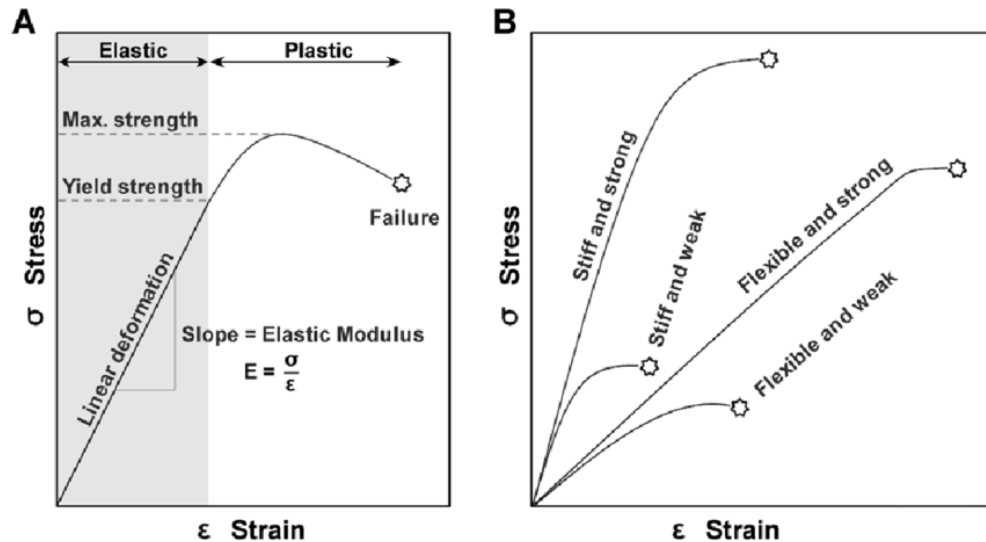 A
Elastic
Plastic
Max. strength
Yield strength
Failure
Linear deformation
Slope = Elastic Modulus
E = σ/ε
σ Stress
ε Strain
B
Stiff and strong
Stiff and weak
Flexible and strong
Flexible and weak
σ Stress
ε Strain